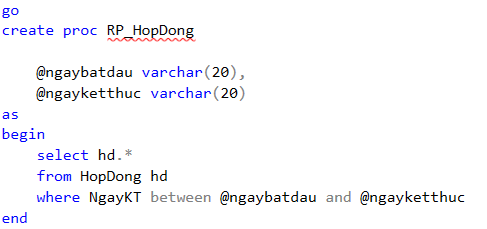 go
create proc RP_HopDong
@ngaybatdau varchar(20),
@ngayketthuc varchar(20)
as
begin
select hd.*
from HopDong hd
where NgayKT between @ngaybatdau and @ngayketthuc
end